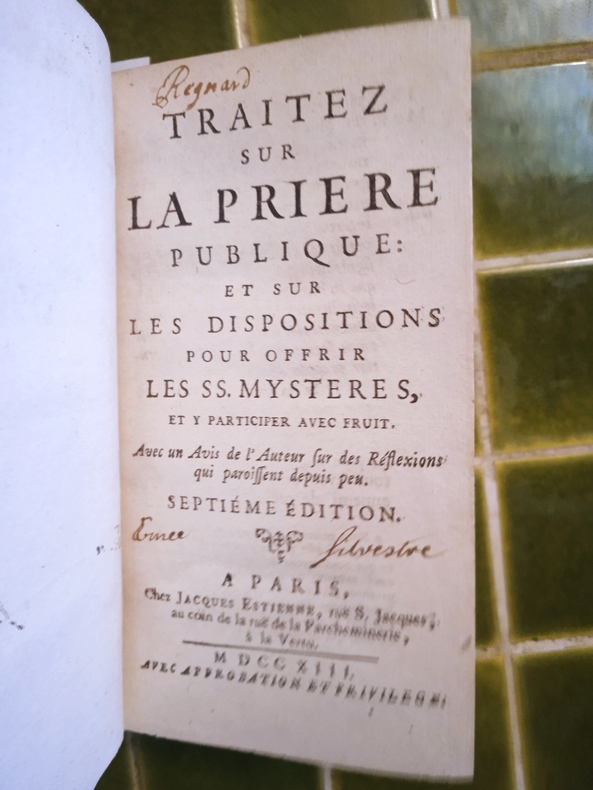 Regnard
TRAITEZ
SUR
LA PRIERE
PUBLIQUE:
ET SUR
LES DISPOSITIONS
POUR OFFRIR
LES SS. MYSTERES,
ET Y PARTICIPER AVEC FRUIT.
Avec un Avis de l'Auteur ſur des Réflexions
qui paroiſſent depuis peu.
SEPTIÉME ÉDITION.
Silvestre
A PARIS,
Chez JACQUES ESTIENNE, ruë S. Jacques,
au coin de la ruë de la Parcheminerie,
à la Vertu.
M DCC XIII.
AVEC APPROBATION ET PRIVILEGE